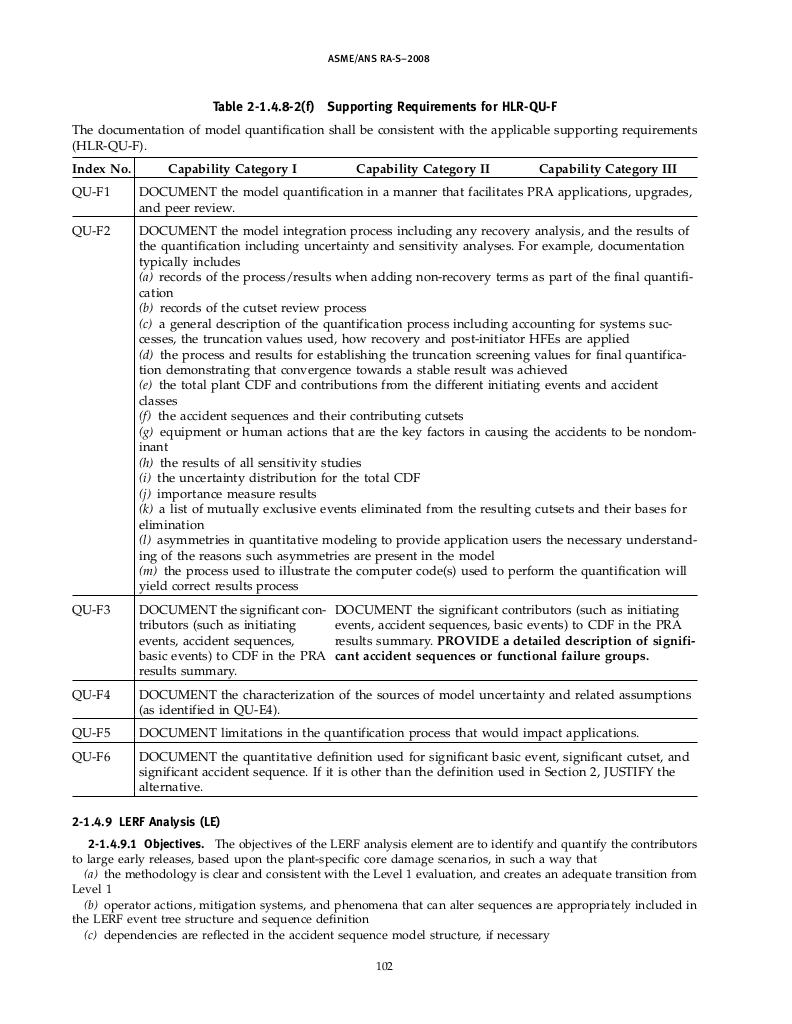 ASME/ANS RA-S–2008
Table 2-1.4.8-2(f) Supporting Requirements for HLR-QU-F
The documentation of model quantification shall be consistent with the applicable supporting requirements
(HLR-QU-F).
Index No. Capability Category I Capability Category II Capability Category III
QU-F1 DOCUMENT the model quantification in a manner that facilitates PRA applications, upgrades,
and peer review.
QU-F2 DOCUMENT the model integration process including any recovery analysis, and the results of
the quantification including uncertainty and sensitivity analyses. For example, documentation
typically includes
(a) records of the process/results when adding non-recovery terms as part of the final quantifi-
cation
(b) records of the cutset review process
(c) a general description of the quantification process including accounting for systems suc-
cesses, the truncation values used, how recovery and post-initiator HFEs are applied
(d) the process and results for establishing the truncation screening values for final quantifica-
tion demonstrating that convergence towards a stable result was achieved
(e) the total plant CDF and contributions from the different initiating events and accident
classes
(f) the accident sequences and their contributing cutsets
(g) equipment or human actions that are the key factors in causing the accidents to be nondom-
inant
(h) the results of all sensitivity studies
(i) the uncertainty distribution for the total CDF
(j) importance measure results
(k) a list of mutually exclusive events eliminated from the resulting cutsets and their bases for
elimination
(l) asymmetries in quantitative modeling to provide application users the necessary understand-
ing of the reasons such asymmetries are present in the model
(m) the process used to illustrate the computer code(s) used to perform the quantification will
yield correct results process
QU-F3 DOCUMENT the significant con-
tributors (such as initiating
events, accident sequences,
basic events) to CDF in the PRA
results summary.
DOCUMENT the significant contributors (such as initiating
events, accident sequences, basic events) to CDF in the PRA
results summary. PROVIDE a detailed description of signifi-
cant accident sequences or functional failure groups.
QU-F4 DOCUMENT the characterization of the sources of model uncertainty and related assumptions
(as identified in QU-E4).
QU-F5 DOCUMENT limitations in the quantification process that would impact applications.
QU-F6 DOCUMENT the quantitative definition used for significant basic event, significant cutset, and
significant accident sequence. If it is other than the definition used in Section 2, JUSTIFY the
alternative.
2-1.4.9 LERF Analysis (LE)
2-1.4.9.1 Objectives. The objectives of the LERF analysis element are to identify and quantify the contributors
to large early releases, based upon the plant-specific core damage scenarios, in such a way that
(a) the methodology is clear and consistent with the Level 1 evaluation, and creates an adequate transition from
Level 1
(b) operator actions, mitigation systems, and phenomena that can alter sequences are appropriately included in
the LERF event tree structure and sequence definition
(c) dependencies are reflected in the accident sequence model structure, if necessary
102